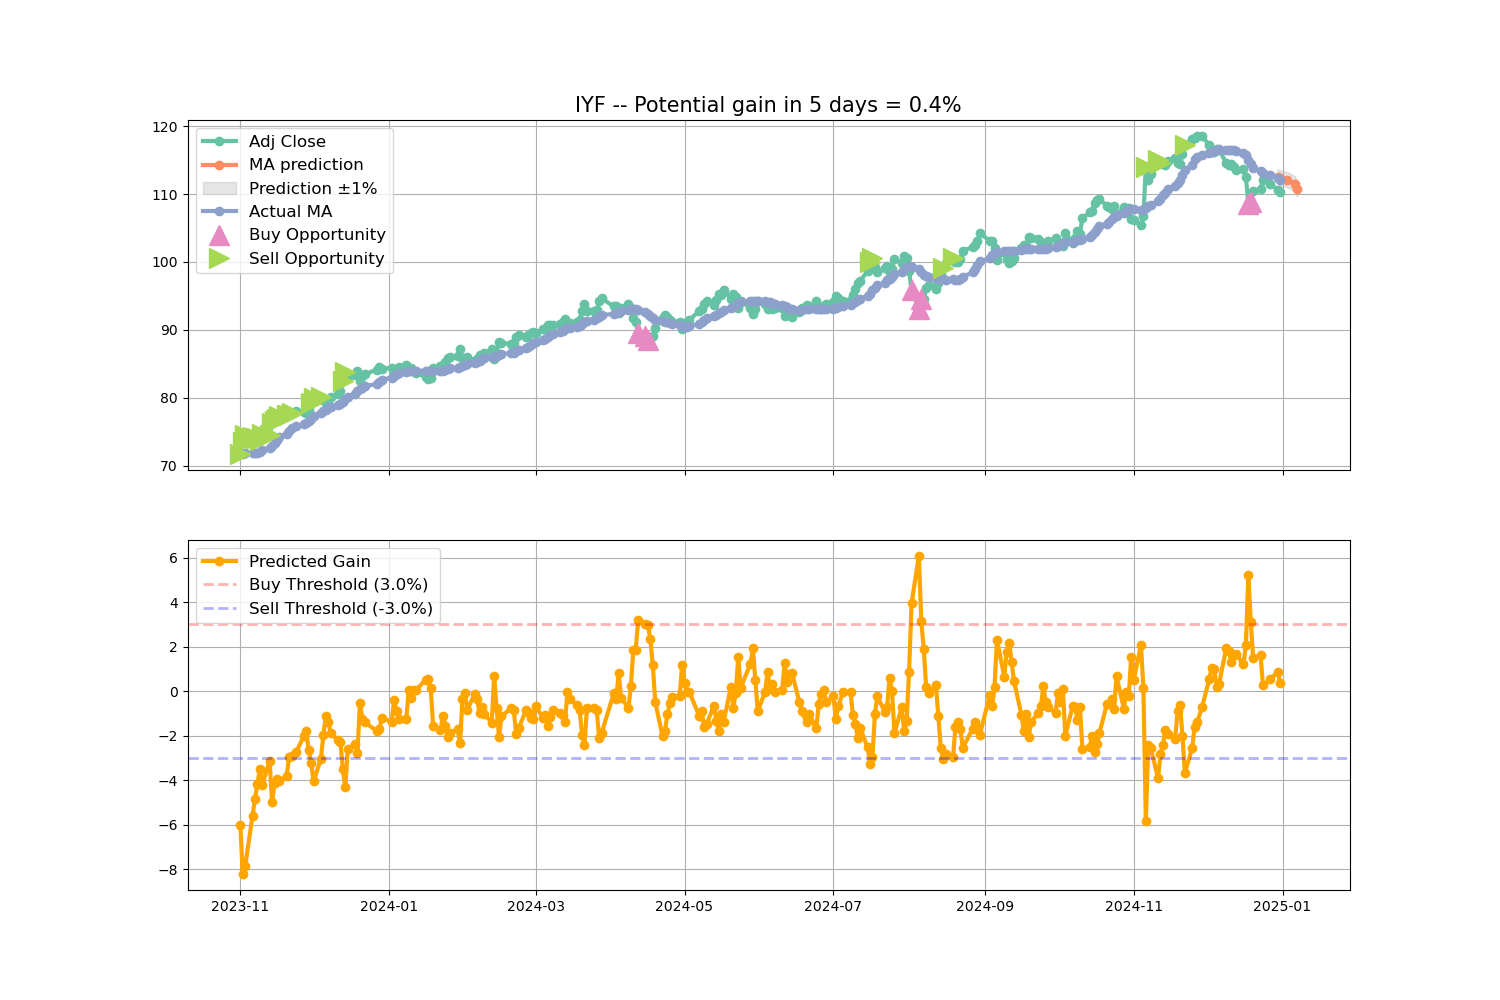 IYF -- Potential gain in 5 days = 0.4%
120
110
100
90
80
70
Adj Close
MA prediction
Prediction ±1%
Actual MA
Buy Opportunity
Sell Opportunity
6
4
2
0
−2
−4
−6
−8
Predicted Gain
Buy Threshold (3.0%)
Sell Threshold (-3.0%)
2023-11
2024-01
2024-03
2024-05
2024-07
2024-09
2024-11
2025-01